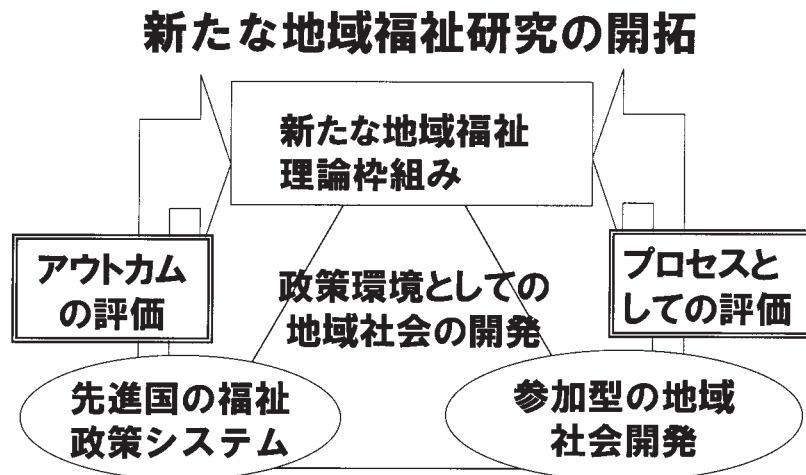 新たな地域福祉研究の開拓
新たな地域福祉
理論枠組み
アウトカム
の評価
政策環境としての
地域社会の開発
プロセスと
しての評価
先進国の福祉
政策システム
参加型の地域
社会開発